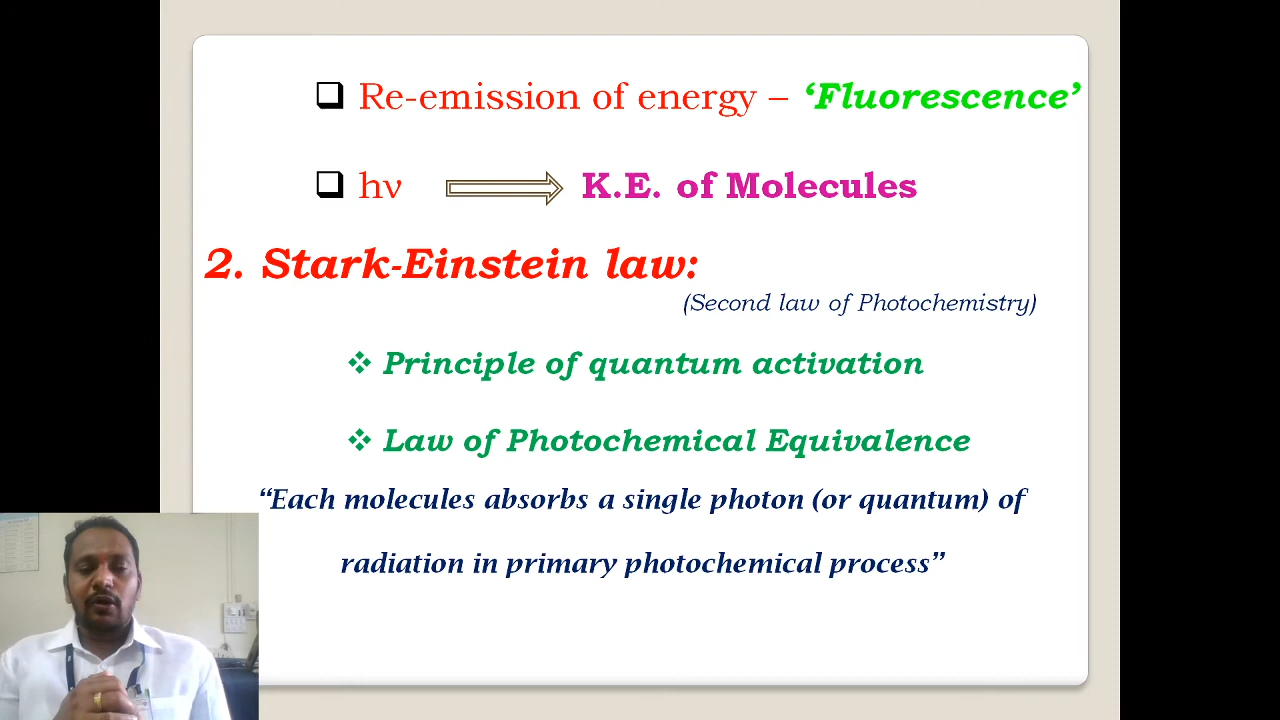 Re-emission of energy – ‘Fluorescence’
hν K.E. of Molecules
2. Stark-Einstein law:
(Second law of Photochemistry)
Principle of quantum activation
Law of Photochemical Equivalence
“Each molecules absorbs a single photon (or quantum) of
radiation in primary photochemical process”